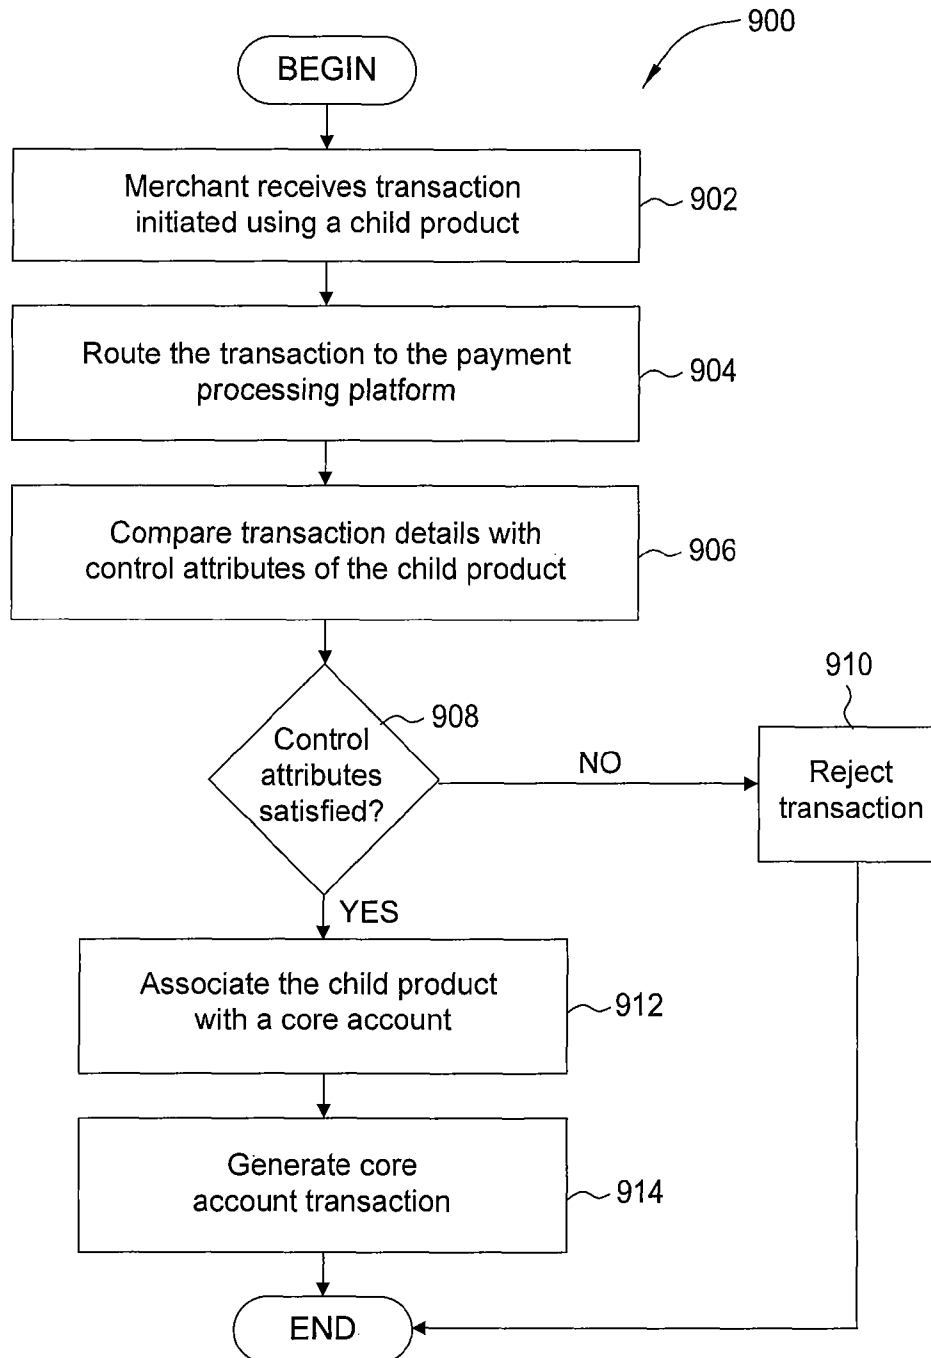 900
BEGIN
Merchant receives transaction
initiated using a child product
902
Route the transaction to the payment
processing platform
904
Compare transaction details with
control attributes of the child product
906
908
Control
attributes
satisfied?
NO
910
Reject
transaction
YES
Associate the child product
with a core account
912
Generate core
account transaction
914
END